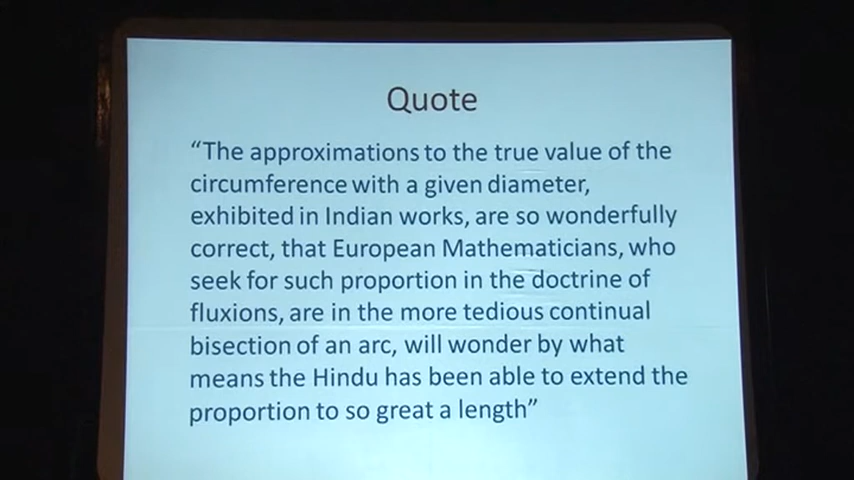 Quote
“The approximations to the true value of the
circumference with a given diameter,
exhibited in Indian works, are so wonderfully
correct, that European Mathematicians, who
seek for such proportion in the doctrine of
fluxions, are in the more tedious continual
bisection of an arc, will wonder by what
means the Hindu has been able to extend the
proportion to so great a length”